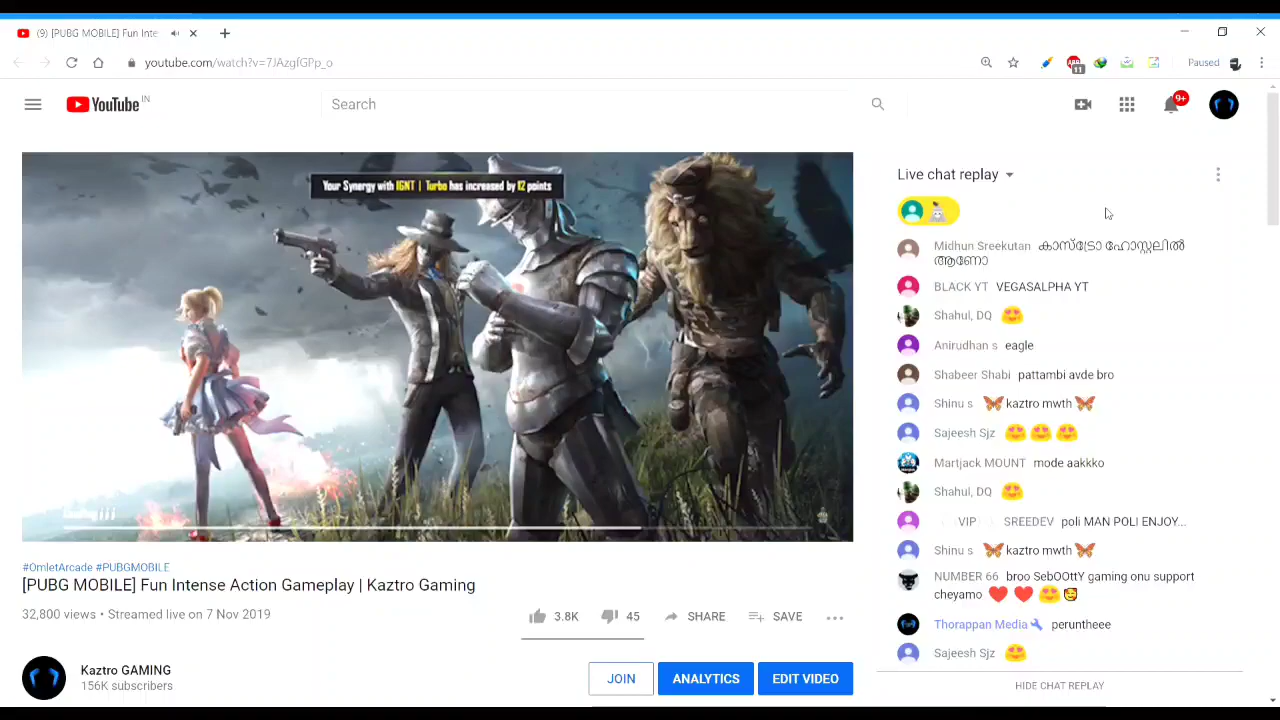 (9) [PUBG MOBILE] Fun Inte
youtube.com/watch?v=7JAzgfGPp_o
11
Paused
YouTube IN
Search
9+
Your Synergy with IGNT | Turbo has increased by 12 points
Live chat replay
Midhun Sreekutan കാസ്ട്രോ ഹോസ്റ്റലിൽ
ആണോ
BLACK YT VEGASALPHA YT
Shahul, DQ 😍
Anirudhan s eagle
Shabeer Shabi pattambi avde bro
Shinu s 🦋 kaztro mwth 🦋
Sajeesh Sjz 😍😍😍
Martjack MOUNT mode aakkko
Shahul, DQ 😍
VIP SREEDEV poli MAN POLI ENJOY...
Shinu s 🦋 kaztro mwth 🦋
NUMBER 66 broo SebOOttY gaming onu support
cheyamo ❤️ ❤️ 😍 🥰
Thorappan Media peruntheee
Sajeesh Sjz 😍
HIDE CHAT REPLAY
#OmletArcade #PUBGMOBILE
[PUBG MOBILE] Fun Intense Action Gameplay | Kaztro Gaming
32,800 views • Streamed live on 7 Nov 2019
3.8K 45 SHARE SAVE
Kaztro GAMING
156K subscribers
JOIN ANALYTICS EDIT VIDEO